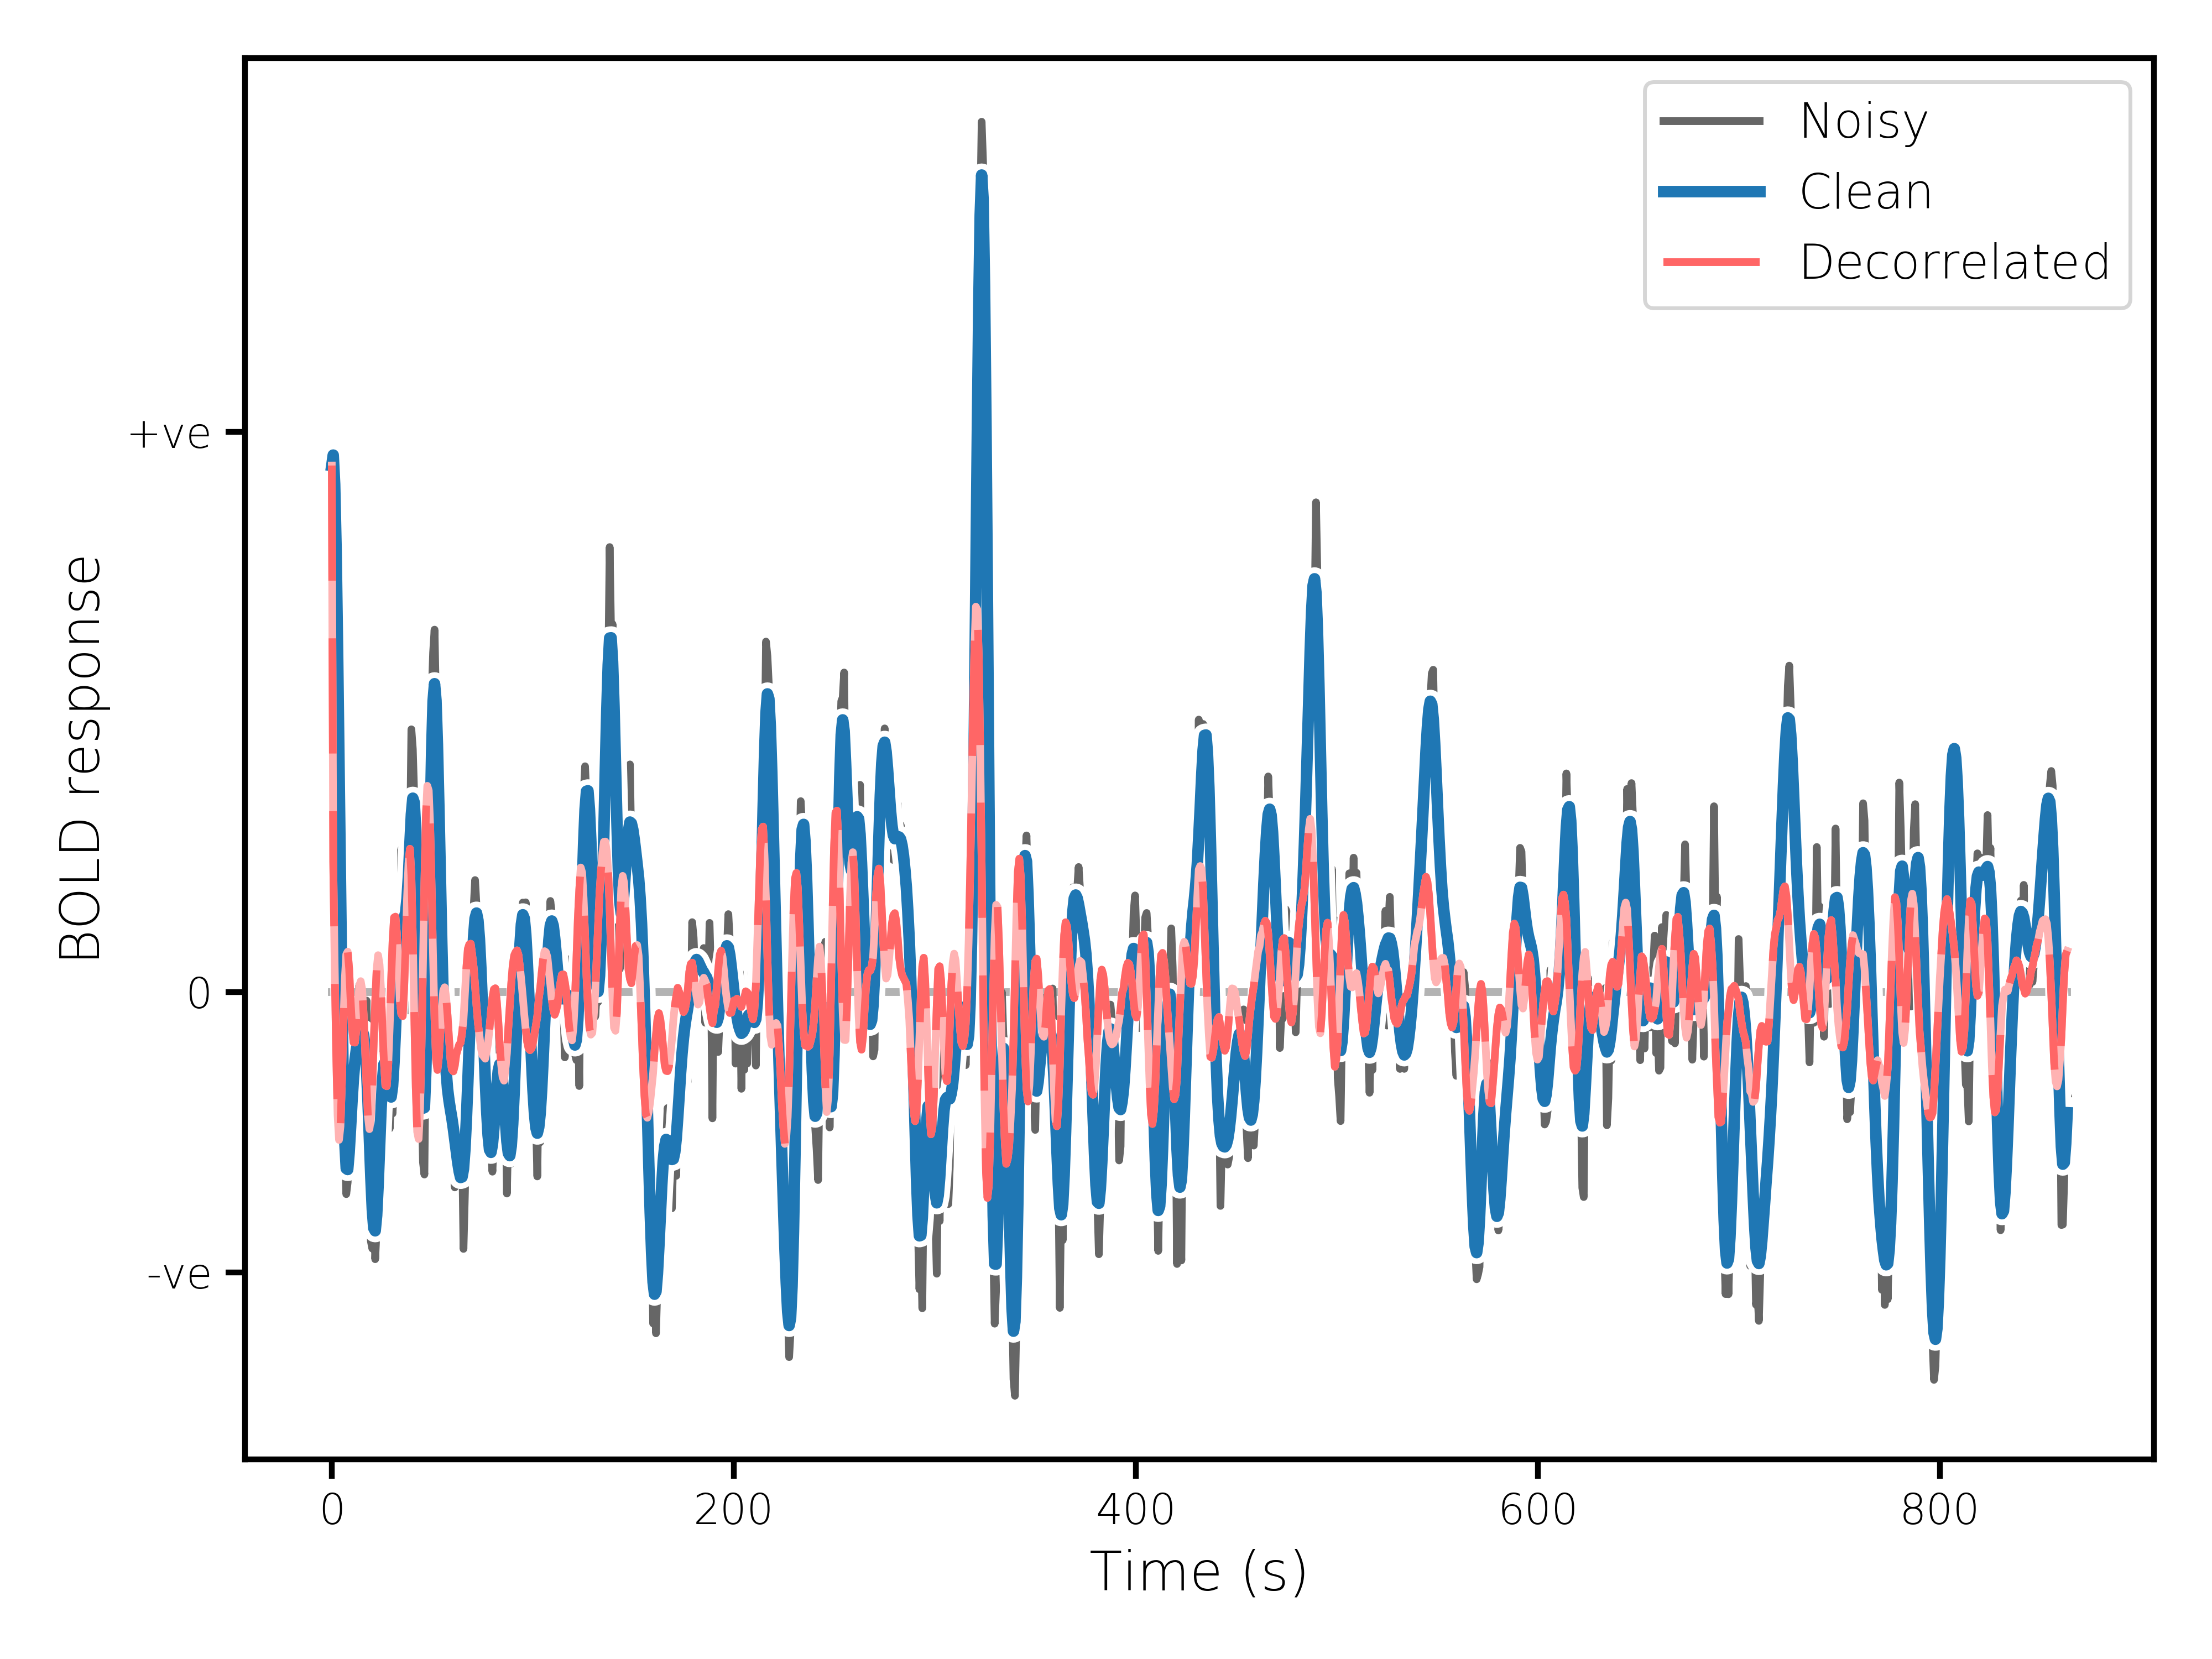 Noisy
Clean
Decorrelated
BOLD response
+ve
0
-ve
0 200 400 600 800
Time (s)